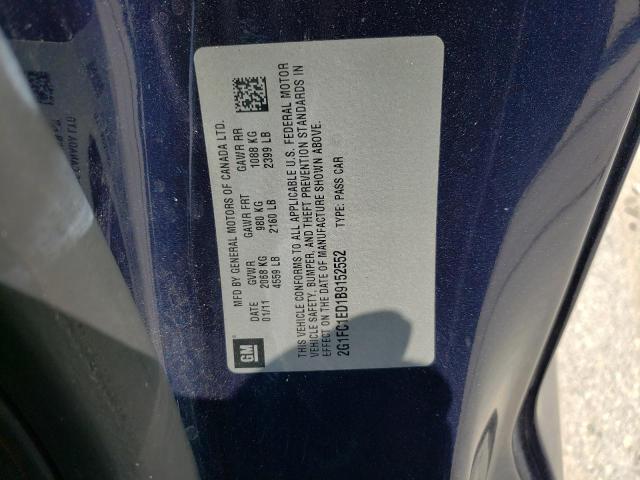 GM
MFD BY GENERAL MOTORS OF CANADA LTD.
DATE GVWR GAWR FRT GAWR RR
01/11 2068 KG 980 KG 1088 KG
4559 LB 2160 LB 2399 LB
THIS VEHICLE CONFORMS TO ALL APPLICABLE U.S. FEDERAL MOTOR
VEHICLE SAFETY, BUMPER, AND THEFT PREVENTION STANDARDS IN
EFFECT ON THE DATE OF MANUFACTURE SHOWN ABOVE.
2G1FC1ED1B9152552 TYPE: PASS CAR